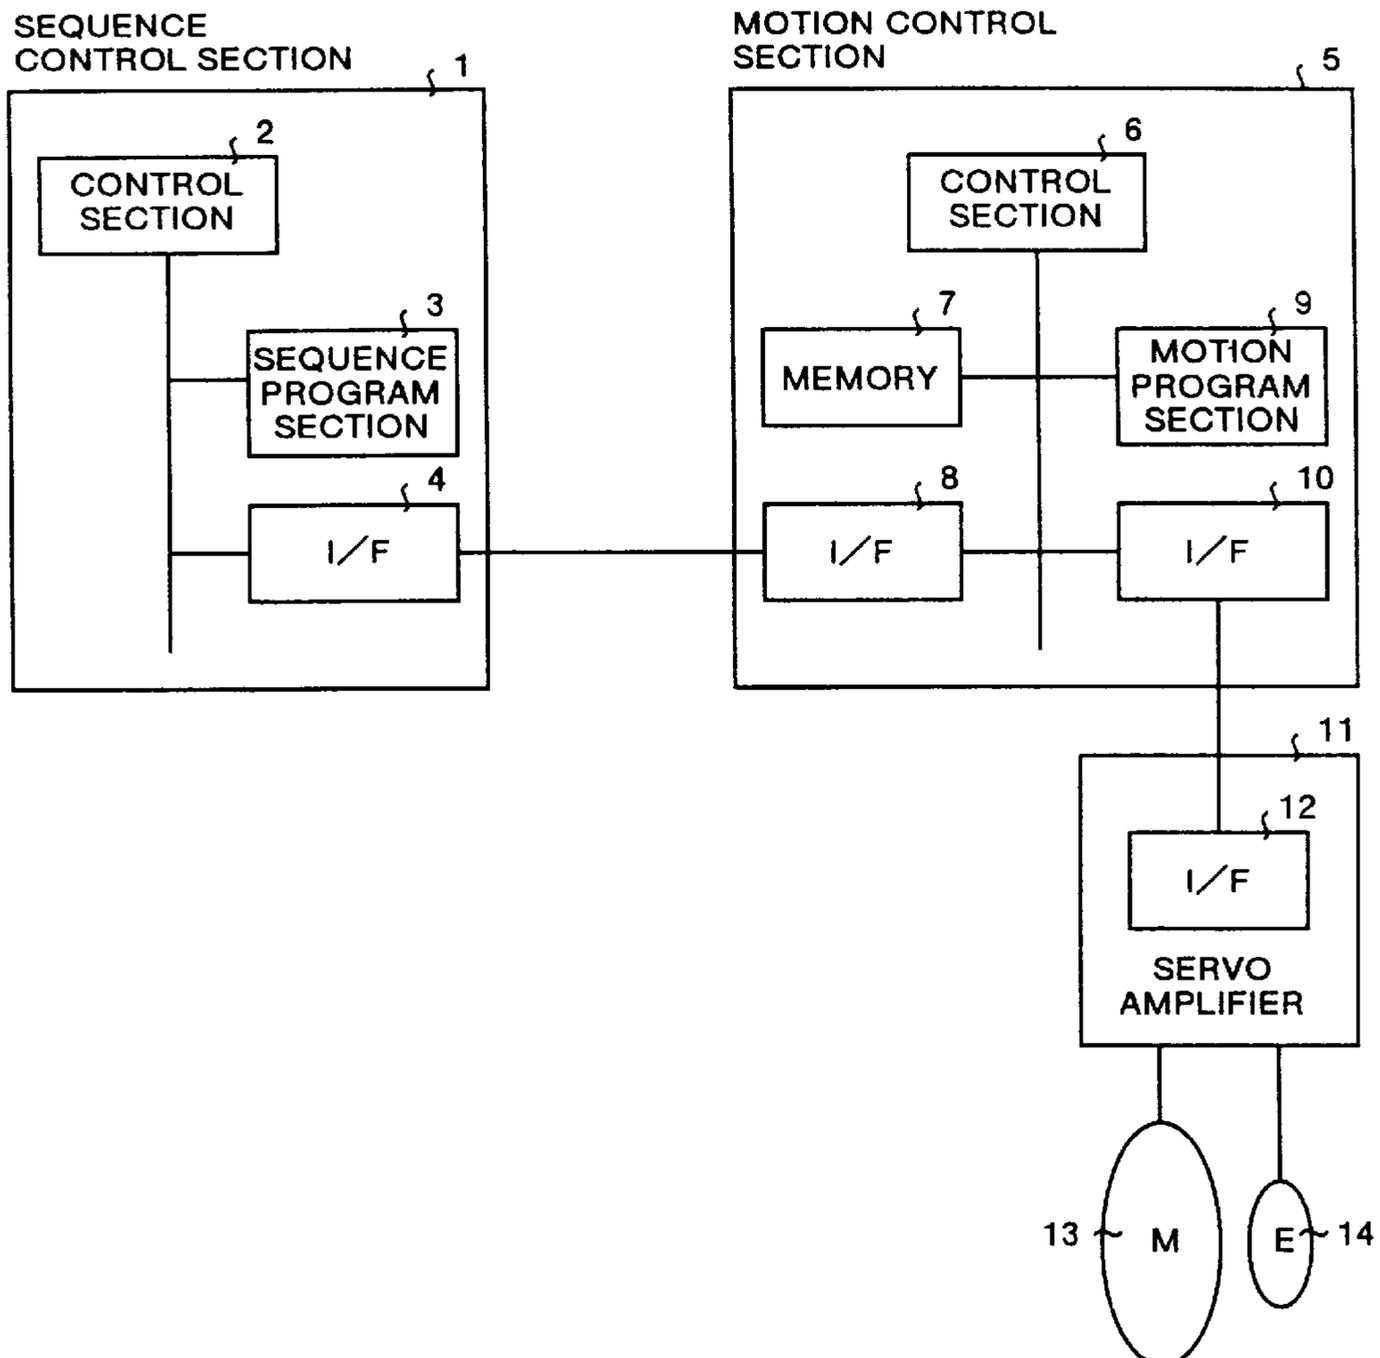 SEQUENCE
CONTROL SECTION
1
2
CONTROL
SECTION
3
SEQUENCE
PROGRAM
SECTION
4
I/F
MOTION CONTROL
SECTION
5
6
CONTROL
SECTION
7
MEMORY
9
MOTION
PROGRAM
SECTION
8
I/F
10
I/F
11
12
I/F
SERVO
AMPLIFIER
13
M
E
14